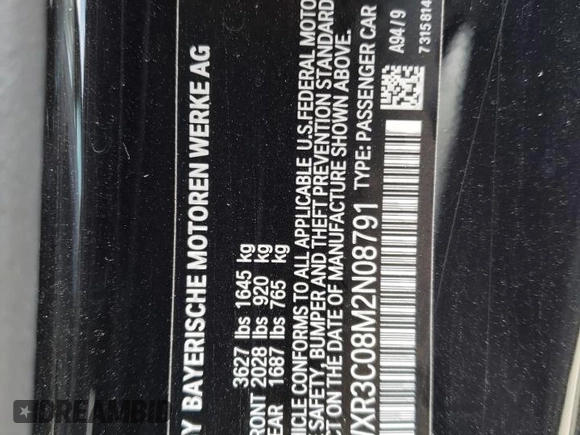 Y BAYERISCHE MOTOREN WERKE AG
3627 lbs 1645 kg
RONT 2028 lbs 920 kg
EAR 1687 lbs 765 kg
ICLE CONFORMS TO ALL APPLICABLE U.S.FEDERAL MOTO
SAFETY, BUMPER AND THEFT PREVENTION STANDARD
CT ON THE DATE OF MANUFACTURE SHOWN ABOVE.
XR3C08M2N08791 TYPE: PASSENGER CAR
A94 / 9
7 315 814
DREAMBID